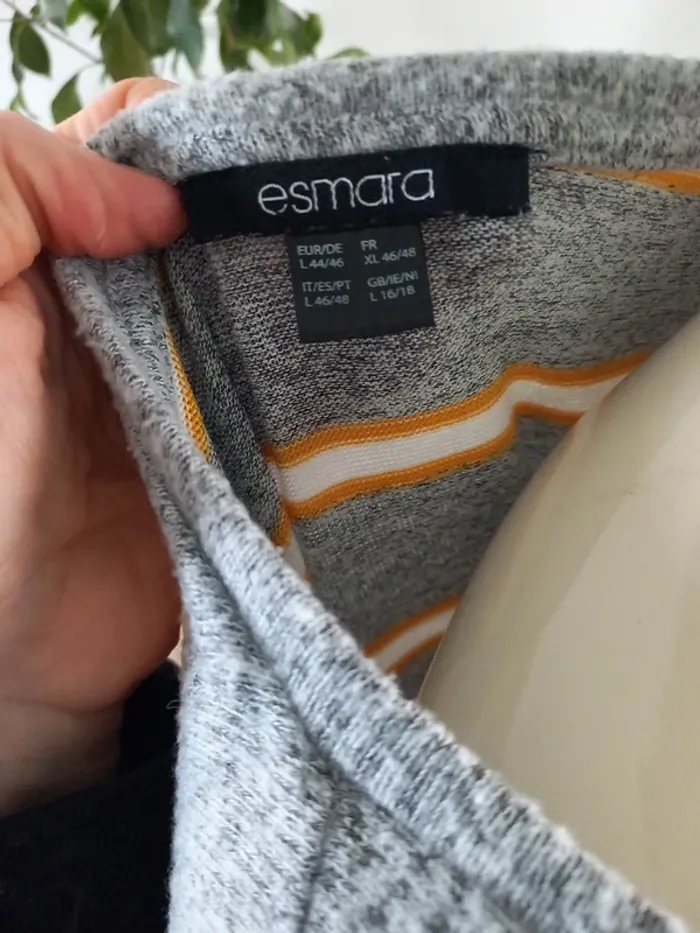 esmara
EUR/DE FR
L 44/46 XL 46/48
IT/ES/PT GB/IE/NI
L 46/48 L 16/18